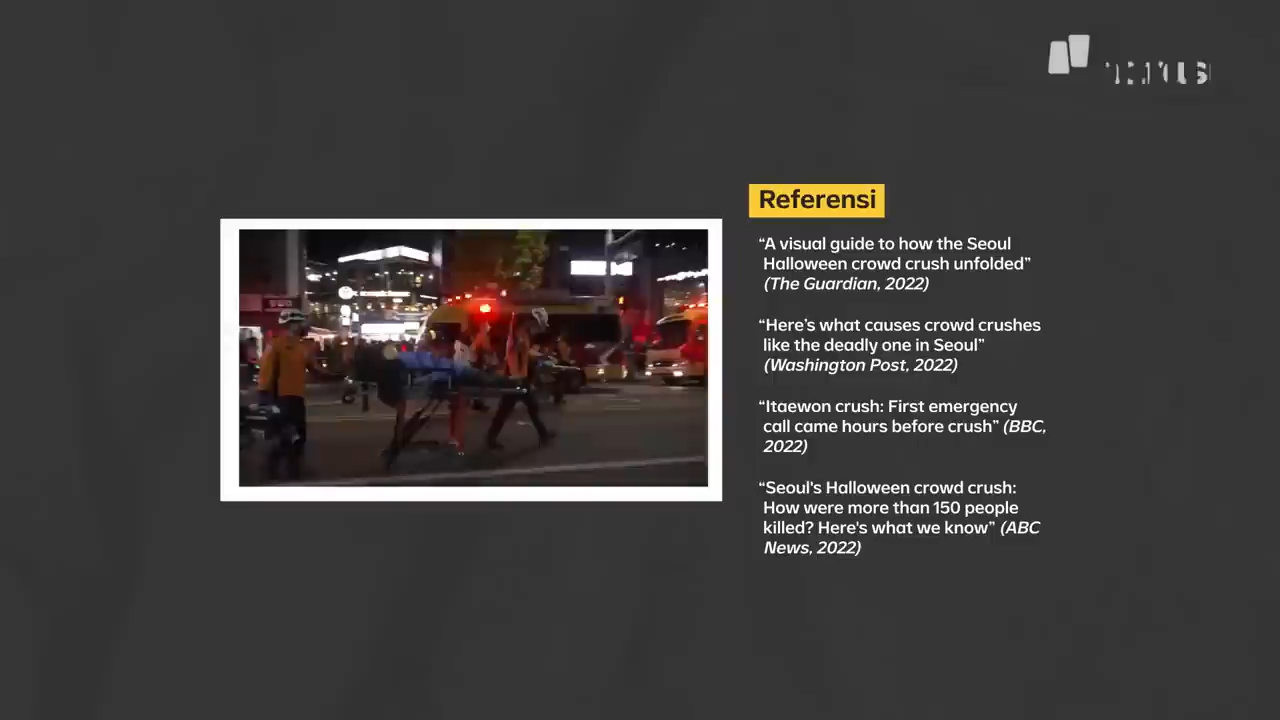 Referensi
“A visual guide to how the Seoul
Halloween crowd crush unfolded”
(The Guardian, 2022)
“Here’s what causes crowd crushes
like the deadly one in Seoul”
(Washington Post, 2022)
“Itaewon crush: First emergency
call came hours before crush” (BBC,
2022)
“Seoul's Halloween crowd crush:
How were more than 150 people
killed? Here's what we know” (ABC
News, 2022)